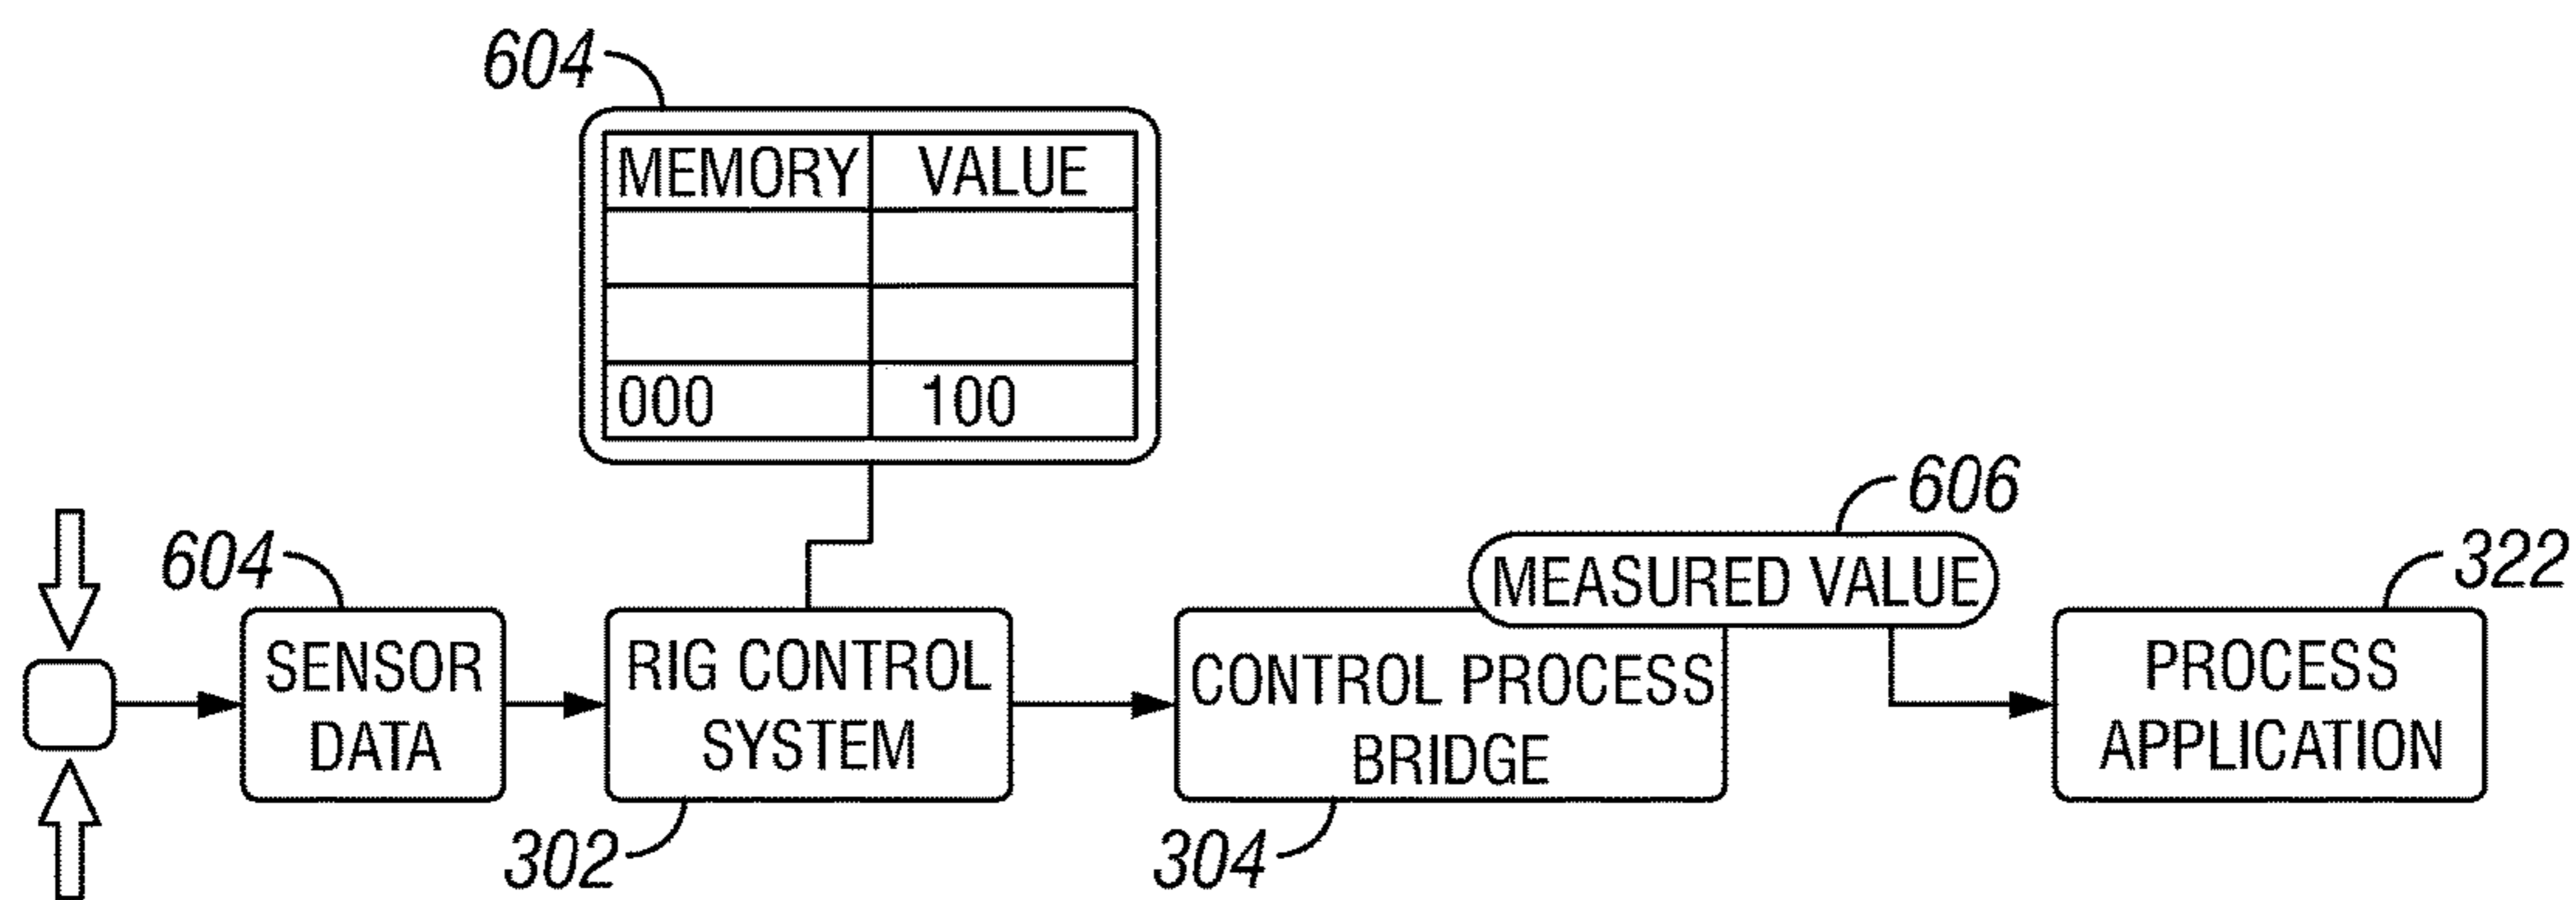 604
MEMORY VALUE
000 100
606
604
MEASURED VALUE
322
SENSOR
DATA
RIG CONTROL
SYSTEM
CONTROL PROCESS
BRIDGE
PROCESS
APPLICATION
302
304